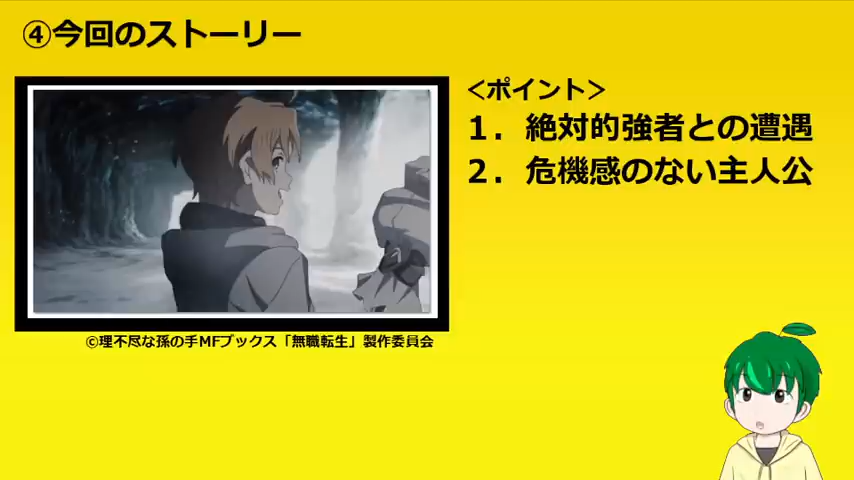 ④今回のストーリー
＜ポイント＞
１．絶対的強者との遭遇
２．危機感のない主人公
©理不尽な孫の手MFブックス「無職転生」製作委員会